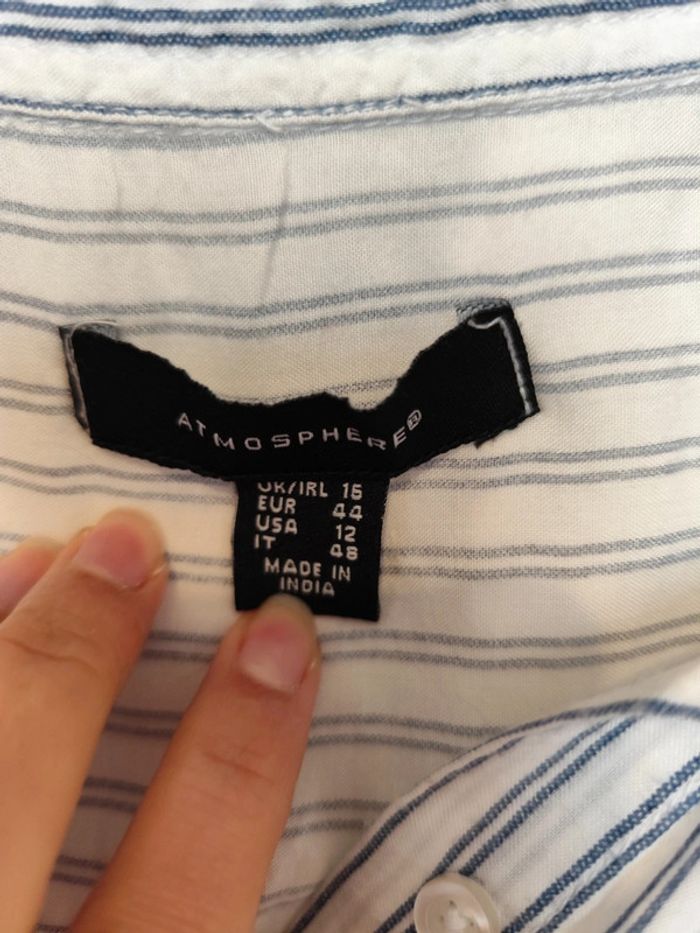 ATMOSPHERE
UK/IRL 16
EUR 44
USA 12
IT 48
MADE IN
INDIA